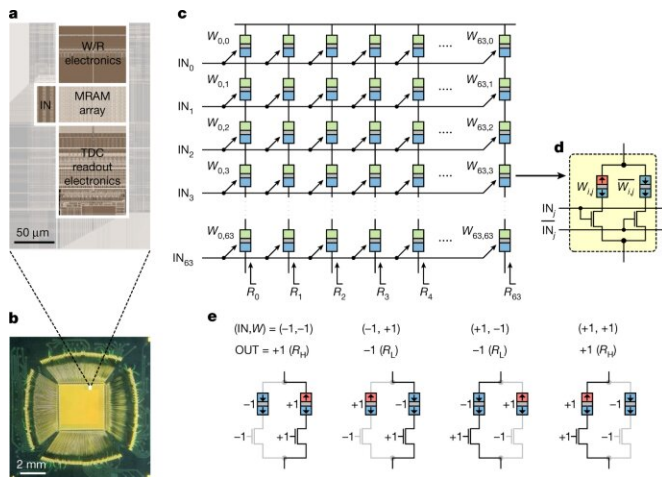 a
W/R
electronics
IN
MRAM
array
TDC
readout
electronics
50 μm
b
2 mm
c
W0,0
W63,0
IN0
W0,1
W63,1
IN1
W0,2
W63,2
IN2
W0,3
W63,3
IN3
W0,63
W63,63
IN63
R0 R1 R2 R3 R4 R63
d
Wi,j Wi,j
INj
INj
e
(IN,W) = (−1,−1) (−1, +1) (+1, −1) (+1, +1)
OUT = +1 (RH) −1 (RL) −1 (RL) +1 (RH)
−1 +1 +1 −1 −1 +1 +1 −1
−1 +1 −1 +1 +1 −1 +1 −1